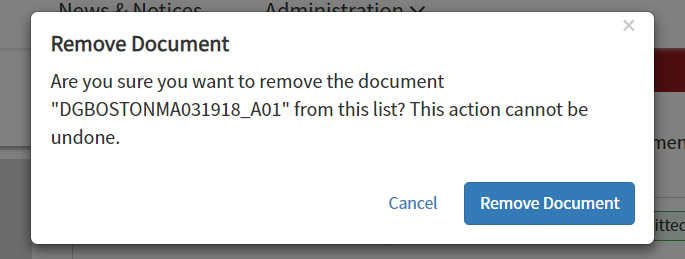 News & Notices Administration
×
Remove Document
Are you sure you want to remove the document
"DGBOSTONMA031918_A01" from this list? This action cannot be
undone.
Cancel Remove Document